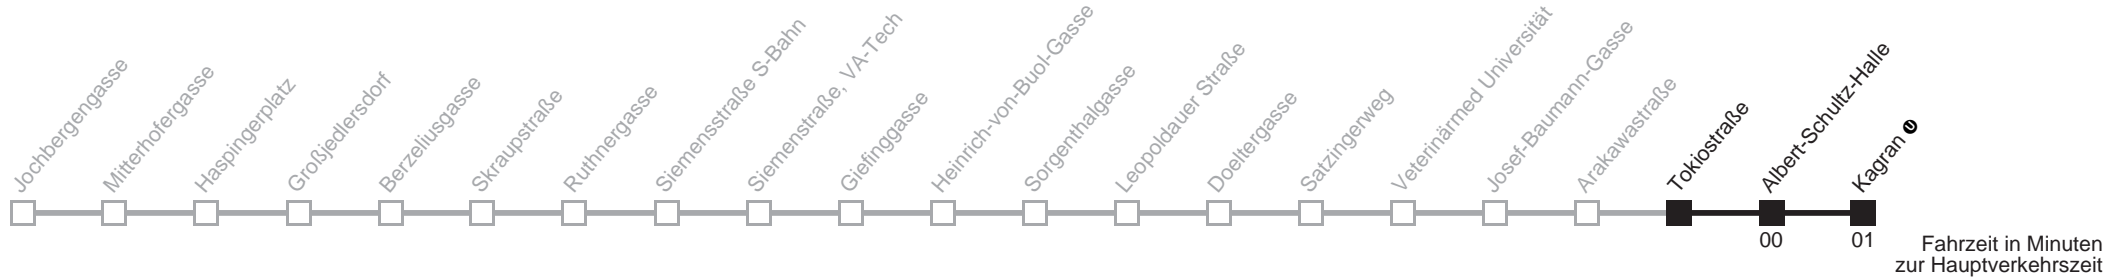 Jochbergengasse
Mitterhofergasse
Haspingerplatz
Großjedlersdorf
Berzeliusgasse
Skraupstraße
Ruthnergasse
Siemensstraße S-Bahn
Siemenstraße, VA-Tech
Giefinggasse
Heinrich-von-Buol-Gasse
Sorgenthalgasse
Leopoldauer Straße
Doeltergasse
Satzingerweg
Veterinärmed Universität
Josef-Baumann-Gasse
Arakawastraße
Tokiostraße
Albert-Schultz-Halle
Kagran U
00
01
Fahrzeit in Minuten
zur Hauptverkehrszeit